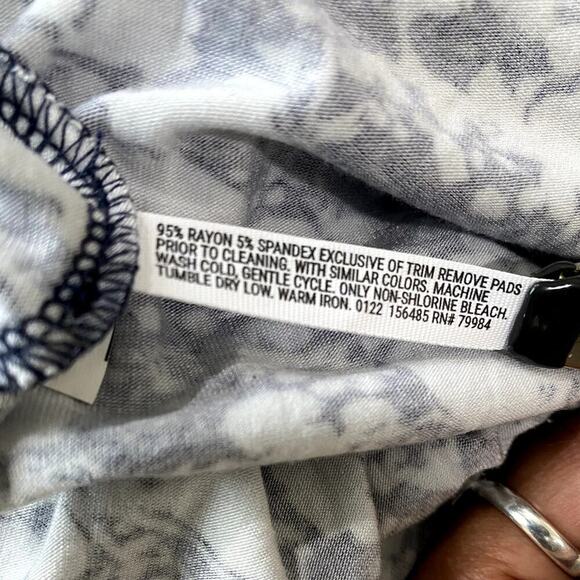 95% RAYON 5% SPANDEX EXCLUSIVE OF TRIM REMOVE PADS
PRIOR TO CLEANING. WITH SIMILAR COLORS. MACHINE
WASH COLD, GENTLE CYCLE. ONLY NON-SHLORINE BLEACH.
TUMBLE DRY LOW. WARM IRON. 0122 156485 RN# 79984